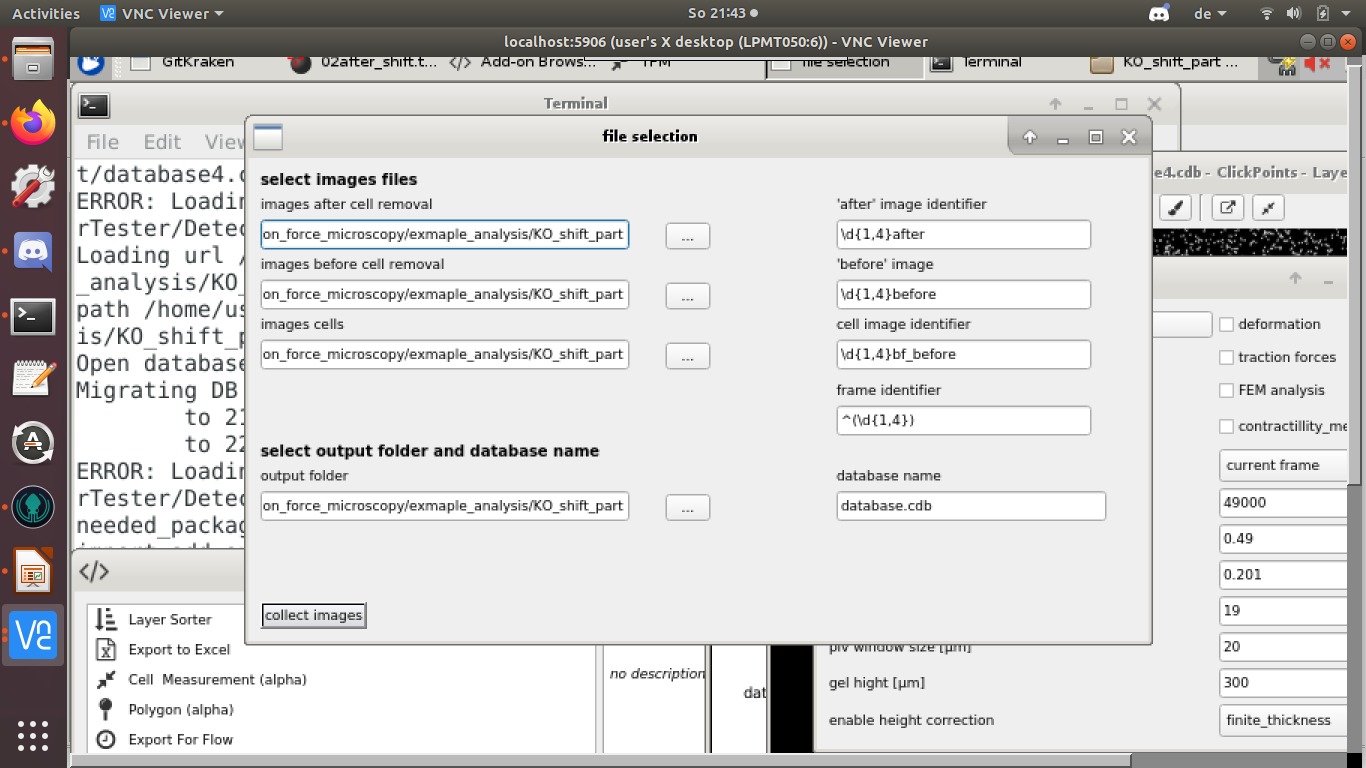 Activities VNC Viewer So 21:43 de
localhost:5906 (user's X desktop (LPMT050:6)) - VNC Viewer
GitKraken 02after_shift.t... Add-on Brows... TFM file selection Terminal KO_shift_part ...
Terminal
File Edit View
t/database4.c
ERROR: Loadin
rTester/Detec
Loading url /
_analysis/KO_
path /home/us
is/KO_shift_p
Open database
Migrating DB
to 21
to 22
ERROR: Loadin
rTester/Detec
needed_packag
file selection
select images files
images after cell removal 'after' image identifier
on_force_microscopy/exmaple_analysis/KO_shift_part ... \d{1,4}after
images before cell removal 'before' image
on_force_microscopy/exmaple_analysis/KO_shift_part ... \d{1,4}before
images cells cell image identifier
on_force_microscopy/exmaple_analysis/KO_shift_part ... \d{1,4}bf_before
frame identifier
^(\d{1,4})
select output folder and database name
output folder database name
on_force_microscopy/exmaple_analysis/KO_shift_part ... database.cdb
collect images
e4.cdb - ClickPoints - Laye
deformation
traction forces
FEM analysis
contractillity_me
current frame
49000
0.49
0.201
19
piv window size [µm] 20
gel hight [µm] 300
enable height correction finite_thickness
</>
Layer Sorter
Export to Excel
Cell Measurement (alpha)
Polygon (alpha)
Export For Flow
no description
dat